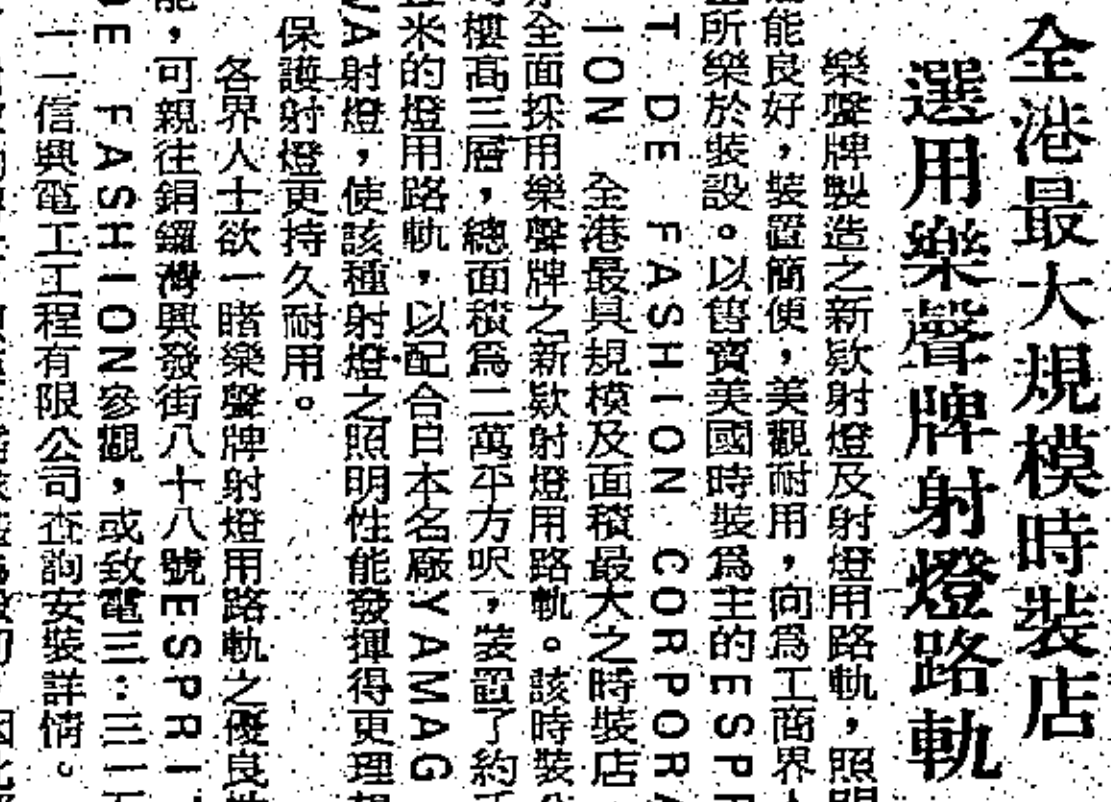 全港最大規模時裝店
選用樂聲牌射燈路軌
樂聲牌製造之新欵射燈及射燈用路軌，照明
能良好，裝置簡便，美觀耐用，向爲工商界人
所樂於裝設。以售賣美國時裝爲主的ESP
T DE FASHION CORPORA
ION 全港最具規模及面積最大之時裝店
全面採用樂聲牌之新欵射燈用路軌。該時裝
樓高三層，總面積爲二萬平方呎，裝置了約
米的燈用路軌，以配合日本名廠YAMAG
WA射燈，使該種射燈之照明性能發揮得更理想
保護射燈更持久耐用。
各界人士欲一睹樂聲牌射燈用路軌之優良性
能，可親往銅鑼灣興發街八十八號ESPRI
DE FASHION參觀，或致電三：三二
一一信興電工工程有限公司查詢安裝詳情。